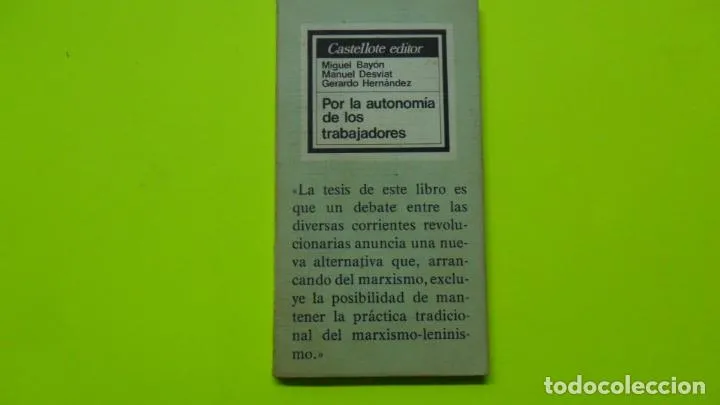 Castellote editor
Miguel Bayón
Manuel Desviat
Gerardo Hernández
Por la autonomía
de los
trabajadores
«La tesis de este libro es
que un debate entre las
diversas corrientes revolu-
cionarias anuncia una nue-
va alternativa que, arran-
cando del marxismo, exclu-
ye la posibilidad de man-
tener la práctica tradicio-
nal del marxismo-leninis-
mo.»
todocoleccion